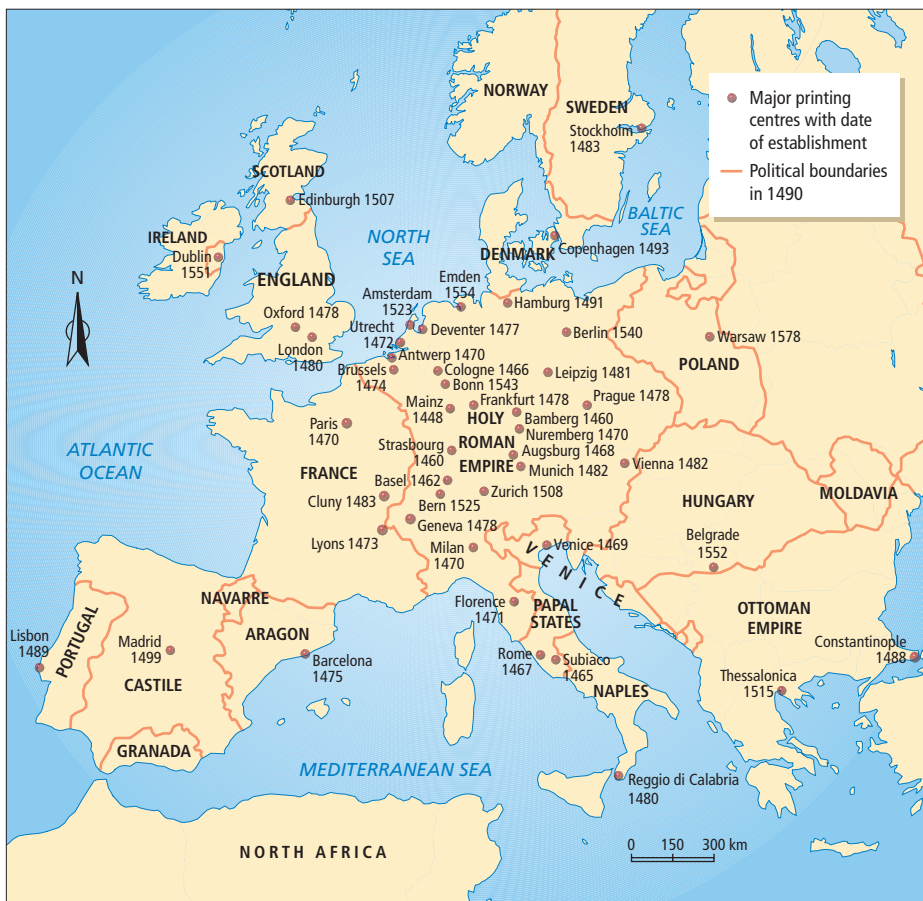 NORWAY
SWEDEN
Stockholm
1483
Major printing
centres with date
of establishment
Political boundaries
in 1490
SCOTLAND
Edinburgh 1507
IRELAND
Dublin
1551
NORTH
SEA
BALTIC
SEA
DENMARK
Copenhagen 1493
N
ENGLAND
Emden
1554
Hamburg 1491
Amsterdam
1523
Oxford 1478
London
1480
Utrecht
1472
Deventer 1477
Berlin 1540
Warsaw 1578
POLAND
Antwerp 1470
Brussels
1474
Cologne 1466
Bonn 1543
Leipzig 1481
Mainz
1448
Frankfurt 1478
Prague 1478
HOLY
ROMAN
EMPIRE
Bamberg 1460
Nuremberg 1470
Paris
1470
ATLANTIC
OCEAN
Strasbourg
1460
Augsburg 1468
Munich 1482
Vienna 1482
FRANCE
Basel 1462
Zurich 1508
Cluny 1483
Bern 1525
Geneva 1478
Lyons 1473
HUNGARY
MOLDAVIA
Milan
1470
Venice 1469
VENICE
Belgrade
1552
NAVARRE
ARAGON
Florence
1471
PAPAL
STATES
OTTOMAN
EMPIRE
Lisbon
1489
PORTUGAL
Madrid
1499
CASTILE
Barcelona
1475
Rome
1467
Subiaco
1465
NAPLES
Constantinople
1488
Thessalonica
1515
GRANADA
MEDITERRANEAN SEA
Reggio di Calabria
1480
NORTH AFRICA
0 150 300 km